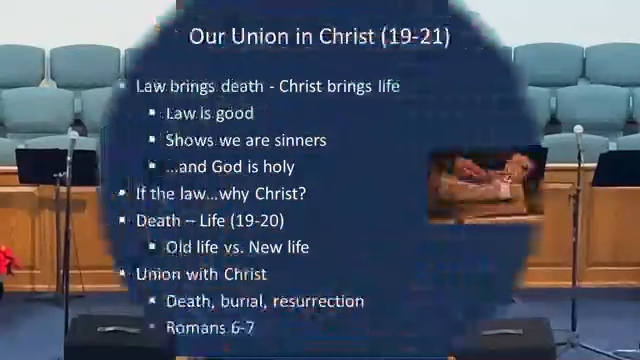 Our Union in Christ (19-21)
Law brings death - Christ brings life
Law is good
Shows we are sinners
...and God is holy
If the law...why Christ?
Death – Life (19-20)
Old life vs. New life
Union with Christ
Death, burial, resurrection
Romans 6-7